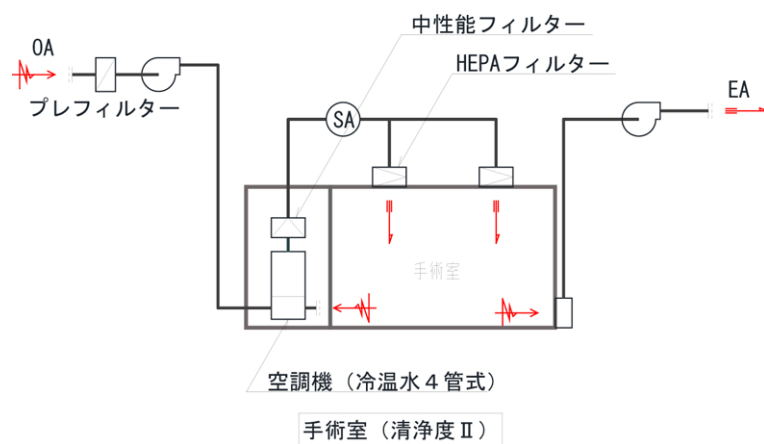 中性能フィルター
OA
HEPAフィルター
プレフィルター
EA
SA
手術室
空調機（冷温水４管式）
手術室（清浄度Ⅱ）